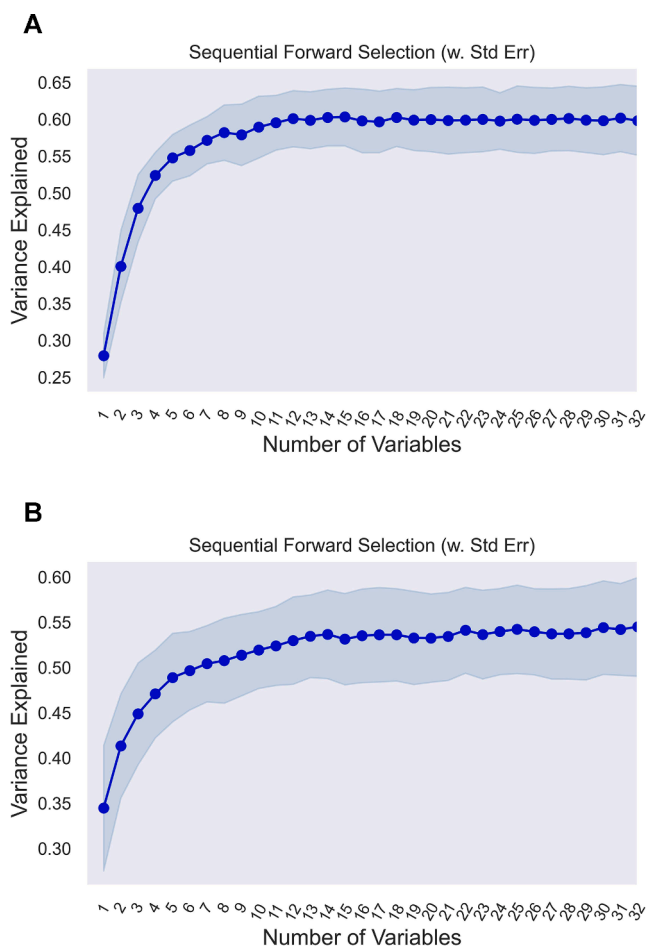 A
Sequential Forward Selection (w. Std Err)
0.65
0.60
0.55
0.50
0.45
0.40
0.35
0.30
0.25
Variance Explained
1 2 3 4 5 6 7 8 9 10 11 12 13 14 15 16 17 18 19 20 21 22 23 24 25 26 27 28 29 30 31 32
Number of Variables
B
Sequential Forward Selection (w. Std Err)
0.60
0.55
0.50
0.45
0.40
0.35
0.30
Variance Explained
1 2 3 4 5 6 7 8 9 10 11 12 13 14 15 16 17 18 19 20 21 22 23 24 25 26 27 28 29 30 31 32
Number of Variables